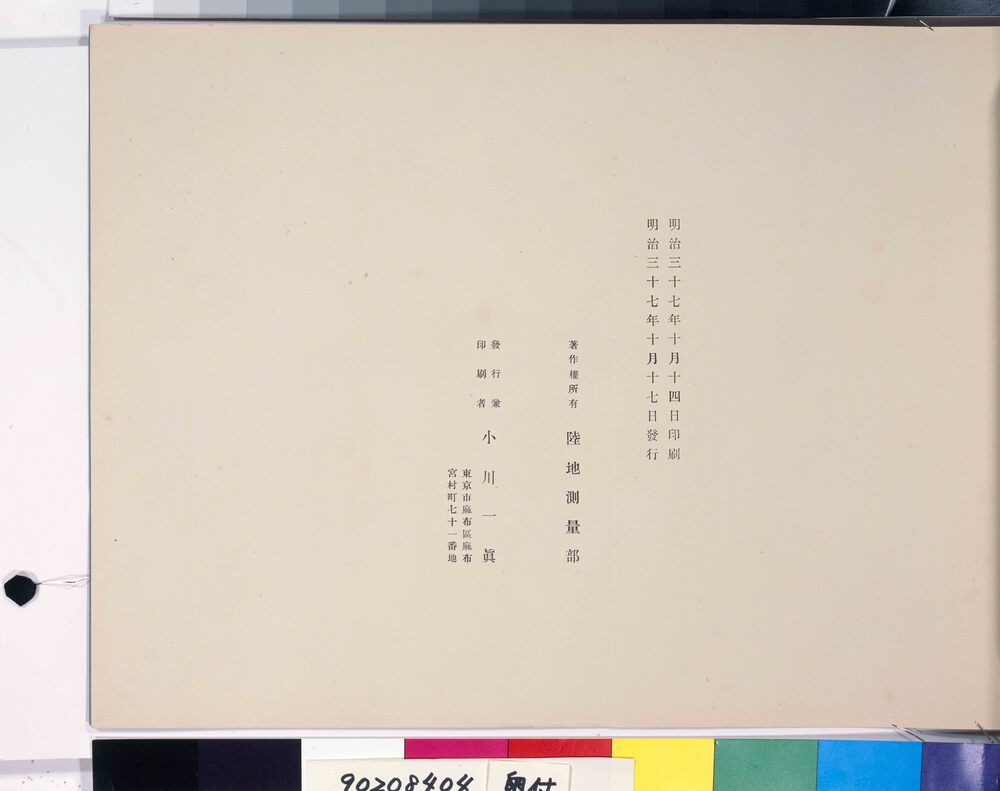 明治三十七年十月十四日印刷
明治三十七年十月十七日發行
著作權所有
陸地測量部
發行兼
印刷者
小川一眞
東京市麻布區麻布
宮村町七十一番地
90208404
奥付